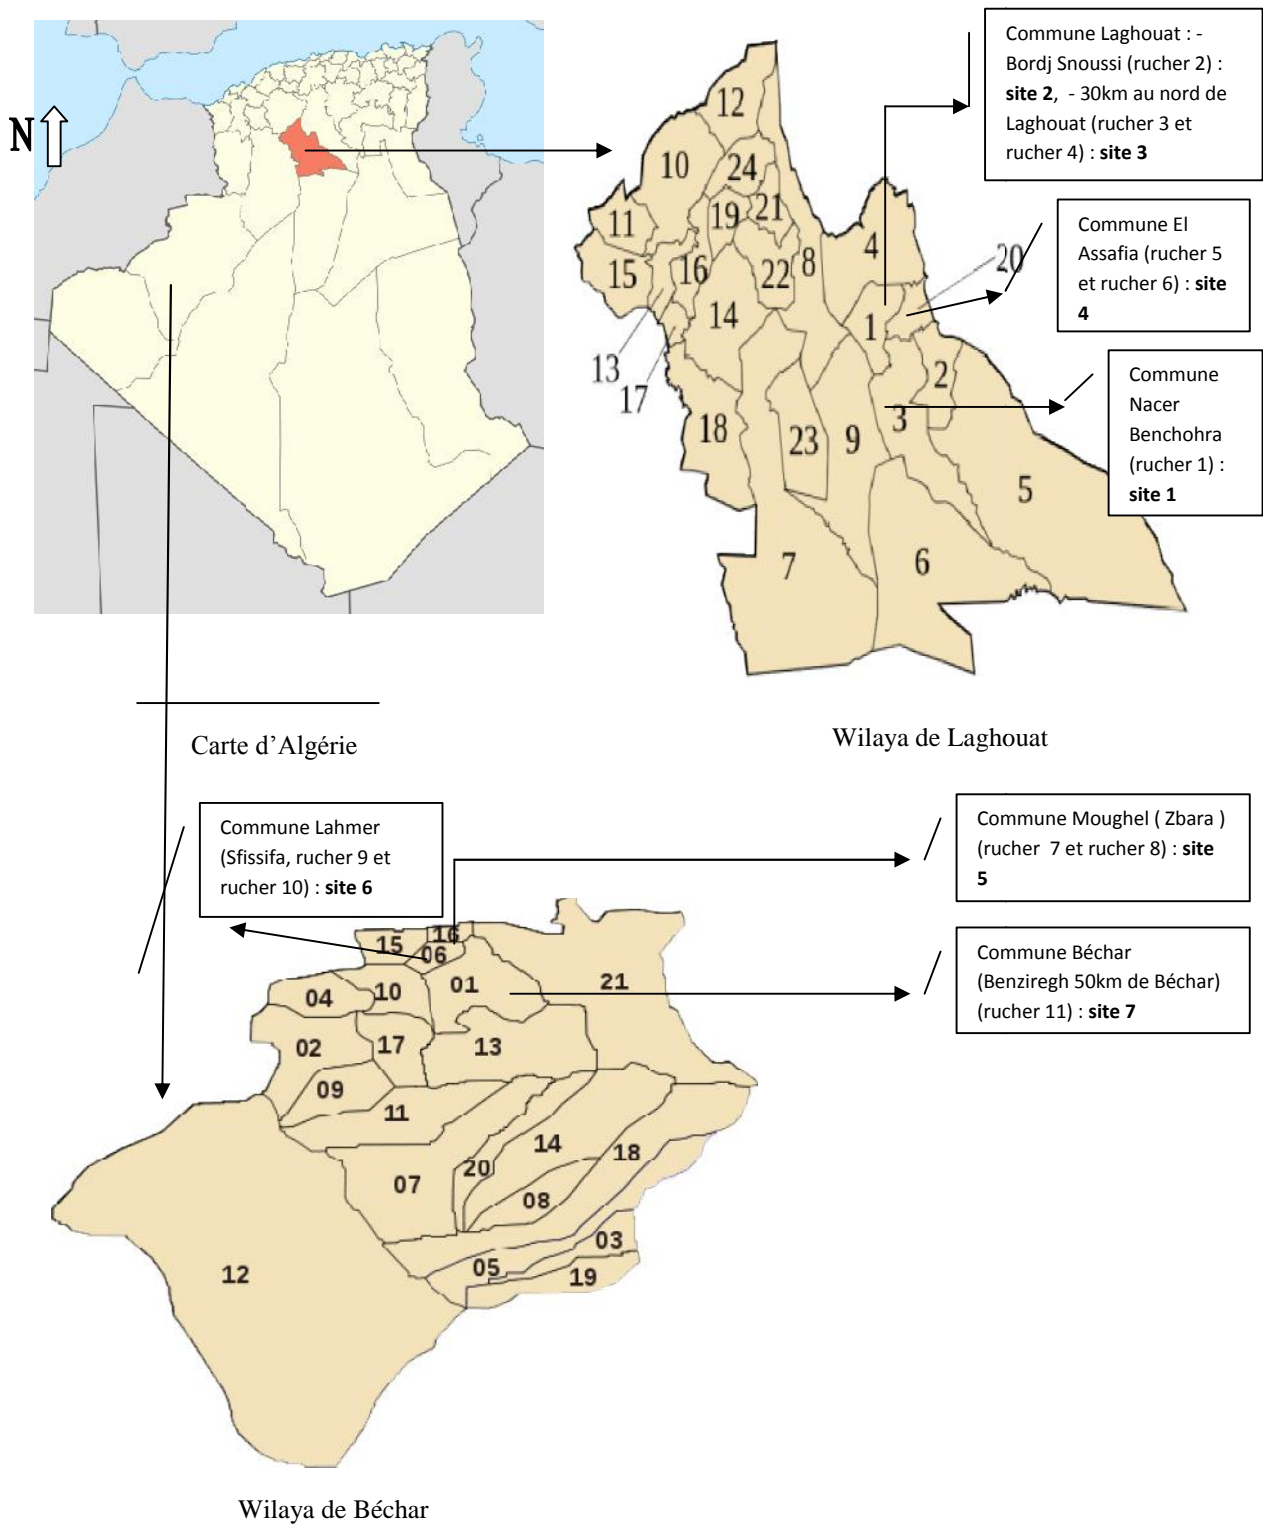 N
Commune Laghouat : -
Bordj Snoussi (rucher 2) :
site 2, - 30km au nord de
Laghouat (rucher 3 et
rucher 4) : site 3
Commune El
Assafia (rucher 5
et rucher 6) : site
4
Commune
Nacer
Benchohra
(rucher 1) :
site 1
12
10
24
11
19
21
4
15
16
22
8
20
14
1
13
17
2
18
23
9
3
5
7
6
Carte d’Algérie
Wilaya de Laghouat
Commune Lahmer
(Sfissifa, rucher 9 et
rucher 10) : site 6
Commune Moughel ( Zbara )
(rucher 7 et rucher 8) : site
5
Commune Béchar
(Benziregh 50km de Béchar)
(rucher 11) : site 7
16
15
06
01
21
04
10
02
17
13
09
11
14
18
20
07
08
03
05
19
12
Wilaya de Béchar